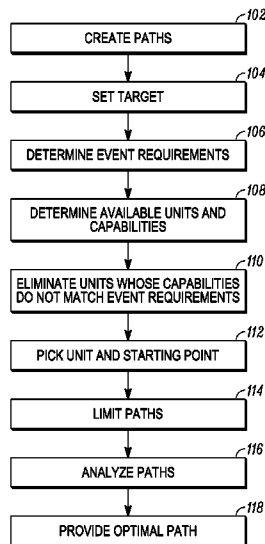 102
CREATE PATHS
104
SET TARGET
106
DETERMINE EVENT REQUIREMENTS
108
DETERMINE AVAILABLE UNITS AND
CAPABILITIES
110
ELIMINATE UNITS WHOSE CAPABILITIES
DO NOT MATCH EVENT REQUIREMENTS
112
PICK UNIT AND STARTING POINT
114
LIMIT PATHS
116
ANALYZE PATHS
118
PROVIDE OPTIMAL PATH